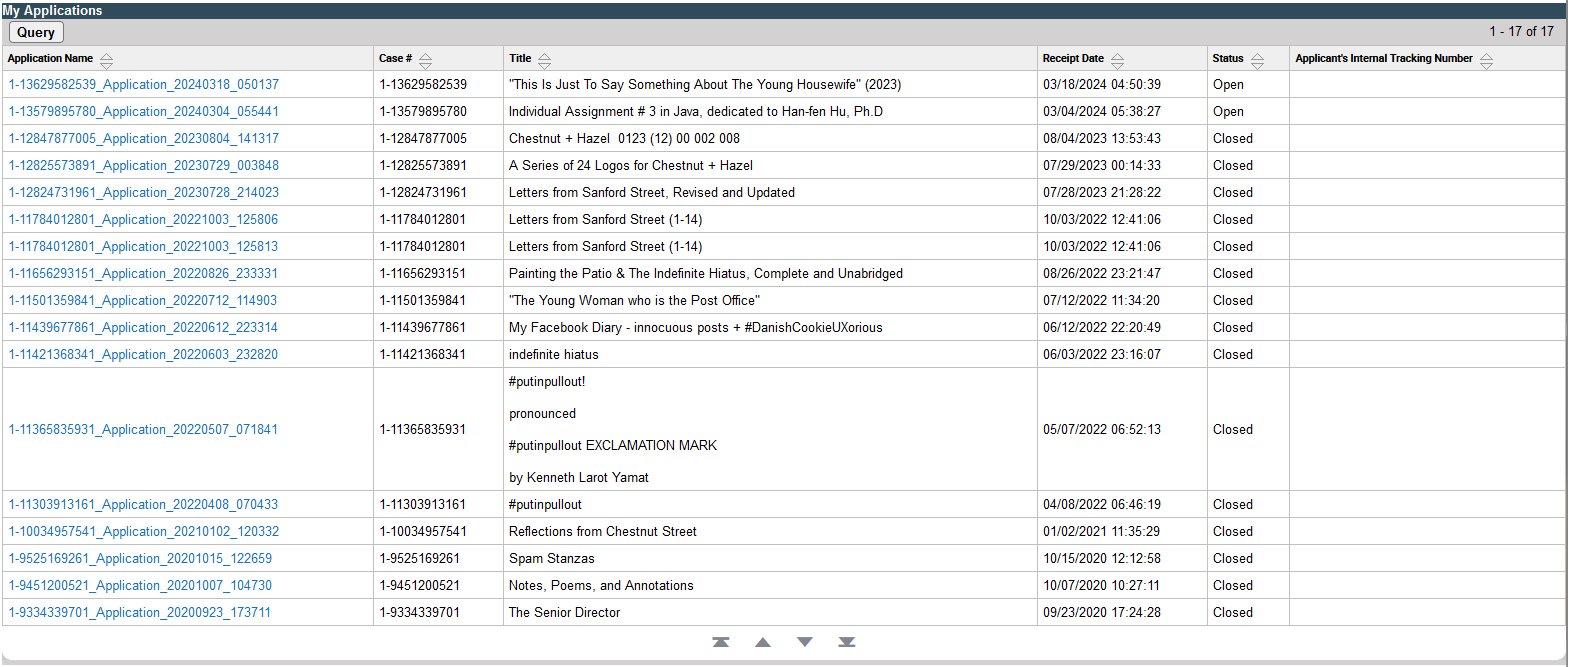 My Applications
Query
1 - 17 of 17
Application Name Case # Title Receipt Date Status Applicant's Internal Tracking Number
1-13629582539_Application_20240318_050137 1-13629582539 "This Is Just To Say Something About The Young Housewife" (2023) 03/18/2024 04:50:39 Open
1-13579895780_Application_20240304_055441 1-13579895780 Individual Assignment # 3 in Java, dedicated to Han-fen Hu, Ph.D 03/04/2024 05:38:27 Open
1-12847877005_Application_20230804_141317 1-12847877005 Chestnut + Hazel  0123 (12) 00 002 008 08/04/2023 13:53:43 Closed
1-12825573891_Application_20230729_003848 1-12825573891 A Series of 24 Logos for Chestnut + Hazel 07/29/2023 00:14:33 Closed
1-12824731961_Application_20230728_214023 1-12824731961 Letters from Sanford Street, Revised and Updated 07/28/2023 21:28:22 Closed
1-11784012801_Application_20221003_125806 1-11784012801 Letters from Sanford Street (1-14) 10/03/2022 12:41:06 Closed
1-11784012801_Application_20221003_125813 1-11784012801 Letters from Sanford Street (1-14) 10/03/2022 12:41:06 Closed
1-11656293151_Application_20220826_233331 1-11656293151 Painting the Patio & The Indefinite Hiatus, Complete and Unabridged 08/26/2022 23:21:47 Closed
1-11501359841_Application_20220712_114903 1-11501359841 "The Young Woman who is the Post Office" 07/12/2022 11:34:20 Closed
1-11439677861_Application_20220612_223314 1-11439677861 My Facebook Diary - innocuous posts + #DanishCookieUXorious 06/12/2022 22:20:49 Closed
1-11421368341_Application_20220603_232820 1-11421368341 indefinite hiatus 06/03/2022 23:16:07 Closed
#putinpullout!
pronounced
1-11365835931_Application_20220507_071841 1-11365835931 05/07/2022 06:52:13 Closed
#putinpullout EXCLAMATION MARK
by Kenneth Larot Yamat
1-11303913161_Application_20220408_070433 1-11303913161 #putinpullout 04/08/2022 06:46:19 Closed
1-10034957541_Application_20210102_120332 1-10034957541 Reflections from Chestnut Street 01/02/2021 11:35:29 Closed
1-9525169261_Application_20201015_122659 1-9525169261 Spam Stanzas 10/15/2020 12:12:58 Closed
1-9451200521_Application_20201007_104730 1-9451200521 Notes, Poems, and Annotations 10/07/2020 10:27:11 Closed
1-9334339701_Application_20200923_173711 1-9334339701 The Senior Director 09/23/2020 17:24:28 Closed